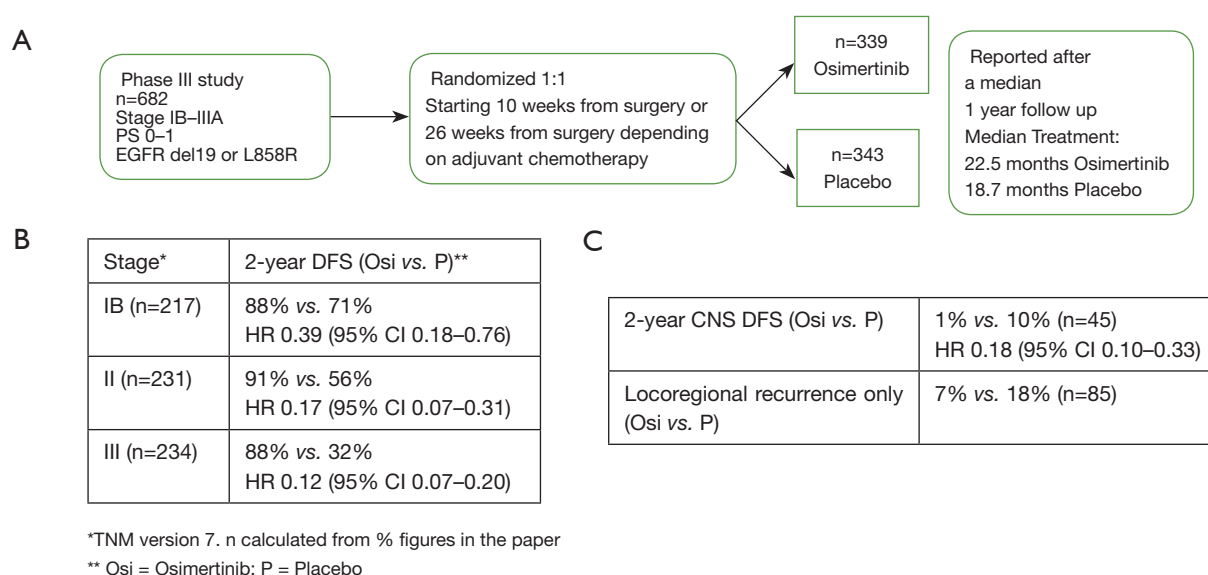 A
Phase III study
n=682
Stage IB–IIIA
PS 0–1
EGFR del19 or L858R
Randomized 1:1
Starting 10 weeks from surgery or
26 weeks from surgery depending
on adjuvant chemotherapy
n=339
Osimertinib
n=343
Placebo
Reported after
a median
1 year follow up
Median Treatment:
22.5 months Osimertinib
18.7 months Placebo
B
Stage* 2-year DFS (Osi vs. P)**
IB (n=217) 88% vs. 71%
HR 0.39 (95% CI 0.18–0.76)
II (n=231) 91% vs. 56%
HR 0.17 (95% CI 0.07–0.31)
III (n=234) 88% vs. 32%
HR 0.12 (95% CI 0.07–0.20)
*TNM version 7. n calculated from % figures in the paper
** Osi = Osimertinib; P = Placebo
C
2-year CNS DFS (Osi vs. P) 1% vs. 10% (n=45)
HR 0.18 (95% CI 0.10–0.33)
Locoregional recurrence only 7% vs. 18% (n=85)
(Osi vs. P)